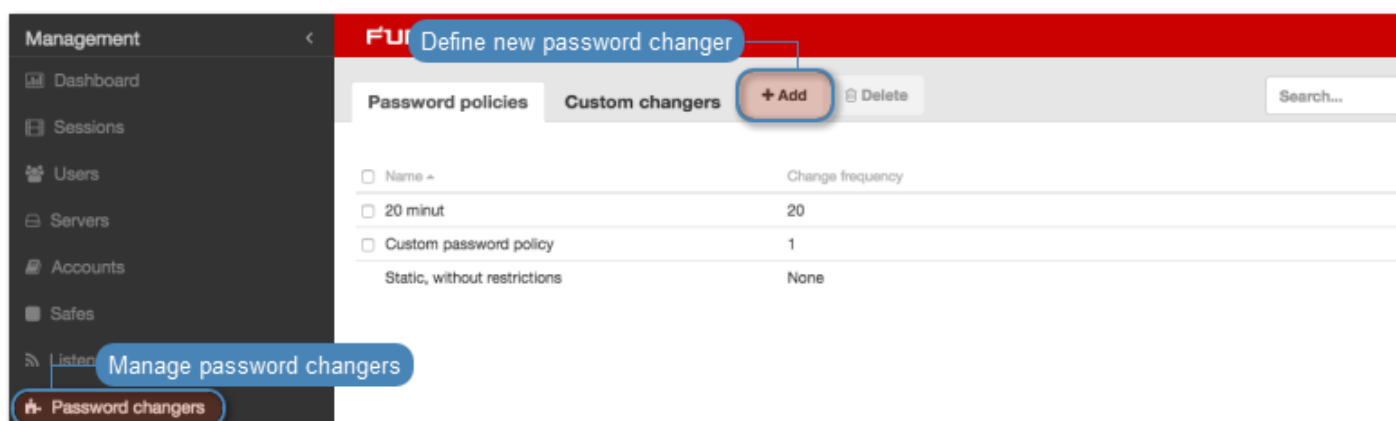 Management <
Dashboard
Sessions
Users
Servers
Accounts
Safes
Manage password changers
Password changers
Define new password changer
Password policies Custom changers + Add Delete Search...
Name Change frequency
20 minut 20
Custom password policy 1
Static, without restrictions None